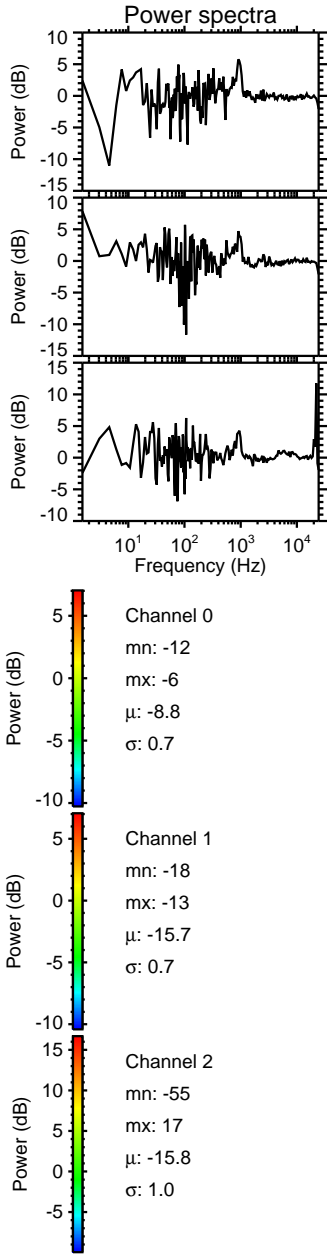 Power spectra
10
5
0
-5
-10
-15
Power (dB)
10
5
0
-5
-10
-15
Power (dB)
15
10
5
0
-5
-10
Power (dB)
10¹ 10² 10³ 10⁴
Frequency (Hz)
5
0
-5
-10
Power (dB)
Channel 0
mn: -12
mx: -6
μ: -8.8
σ: 0.7
5
0
-5
-10
Power (dB)
Channel 1
mn: -18
mx: -13
μ: -15.7
σ: 0.7
15
10
5
0
-5
Power (dB)
Channel 2
mn: -55
mx: 17
μ: -15.8
σ: 1.0